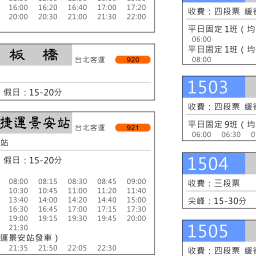 16:00 16:20 16:40 17:00 17:20
20:00 20:30 21:00 21:30 22:00
板 橋
台北客運 920
假日：15-20分
捷運景安站
台北客運 921
站
假日：15-20分
08:00 08:15 08:30 08:45 09:00
10:30 10:45 11:00 11:20 11:40
13:40 14:00 14:20 14:40 15:00
16:30 16:45 17:00 17:15 17:30
19:00 19:15 19:30 19:45 20:00
21:30
運景安站發車）
21:35 21:50 22:05 22:30
收費：四段票 緩
平日固定1班（均
06:00
平日固定1班（均
08:00
1503
收費：四段票 緩
平日固定9班（均
06:00 06:30 0
1504
收費：三段票
尖峰：15-30分
1505
收費：四段票 緩